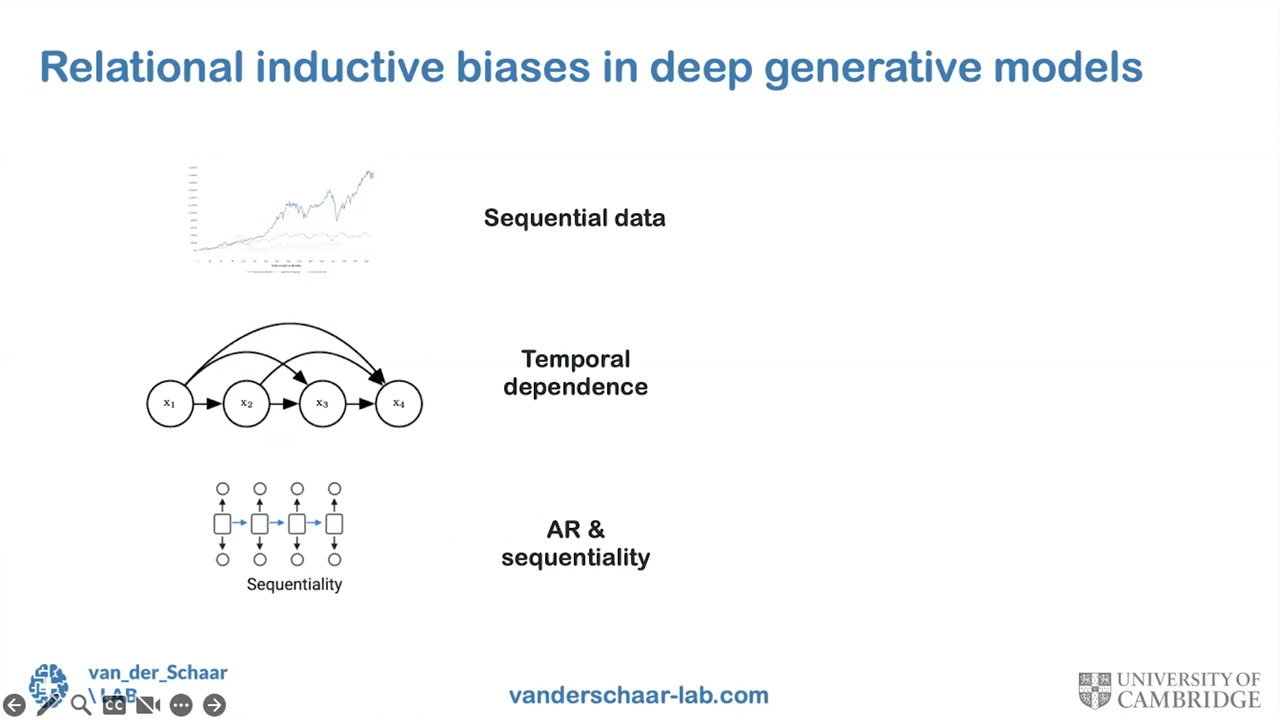 Relational inductive biases in deep generative models
Sequential data
Temporal
dependence
x₁ x₂ x₃ x₄
AR &
sequentiality
Sequentiality
van_der_Schaar
\ LAB
CC
vanderschaar-lab.com
UNIVERSITY OF
CAMBRIDGE